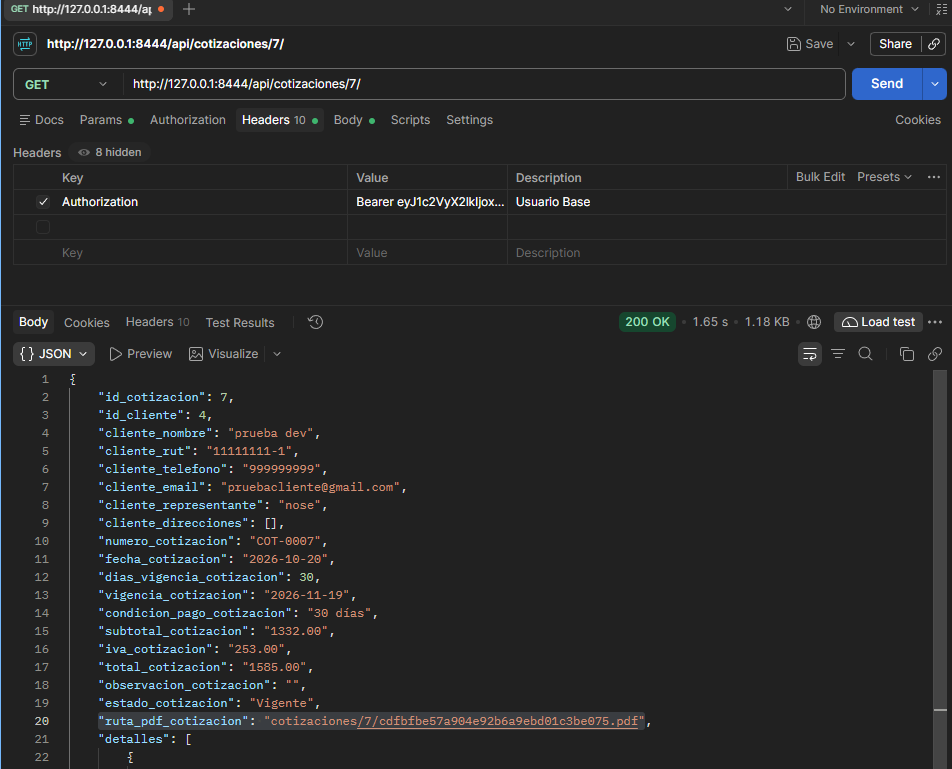 GET http://127.0.0.1:8444/ap
No Environment
HTTP http://127.0.0.1:8444/api/cotizaciones/7/
Save
Share
GET http://127.0.0.1:8444/api/cotizaciones/7/
Send
Docs Params Authorization Headers 10 Body Scripts Settings Cookies
Headers 8 hidden
Key Value Description Bulk Edit Presets
Authorization Bearer eyJ1c2VyX2lkIjox... Usuario Base
Key Value Description
Body Cookies Headers 10 Test Results 200 OK 1.65 s 1.18 KB Load test
{} JSON Preview Visualize
1 {
2 "id_cotizacion": 7,
3 "id_cliente": 4,
4 "cliente_nombre": "prueba dev",
5 "cliente_rut": "11111111-1",
6 "cliente_telefono": "999999999",
7 "cliente_email": "pruebacliente@gmail.com",
8 "cliente_representante": "nose",
9 "cliente_direcciones": [],
10 "numero_cotizacion": "COT-0007",
11 "fecha_cotizacion": "2026-10-20",
12 "dias_vigencia_cotizacion": 30,
13 "vigencia_cotizacion": "2026-11-19",
14 "condicion_pago_cotizacion": "30 días",
15 "subtotal_cotizacion": "1332.00",
16 "iva_cotizacion": "253.00",
17 "total_cotizacion": "1585.00",
18 "observacion_cotizacion": "",
19 "estado_cotizacion": "Vigente",
20 "ruta_pdf_cotizacion": "cotizaciones/7/cdfbfbe57a904e92b6a9ebd01c3be075.pdf",
21 "detalles": [
22 {